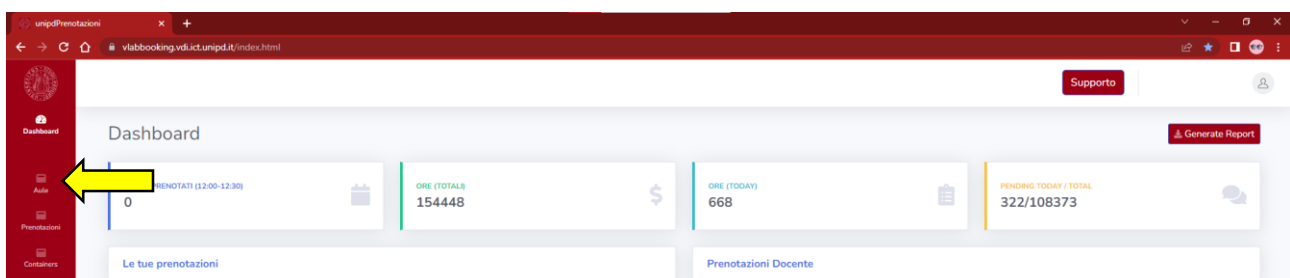 unipdPrenotazioni
vlabbooking.vdi.ict.unipd.it/index.html
Supporto
Dashboard
Dashboard
Generate Report
Aule
RENOTATI (12:00-12:30)
0
ORE (TOTALI)
154448
ORE (TODAY)
668
PENDING TODAY / TOTAL
322/108373
Prenotazioni
Containers
Le tue prenotazioni
Prenotazioni Docente